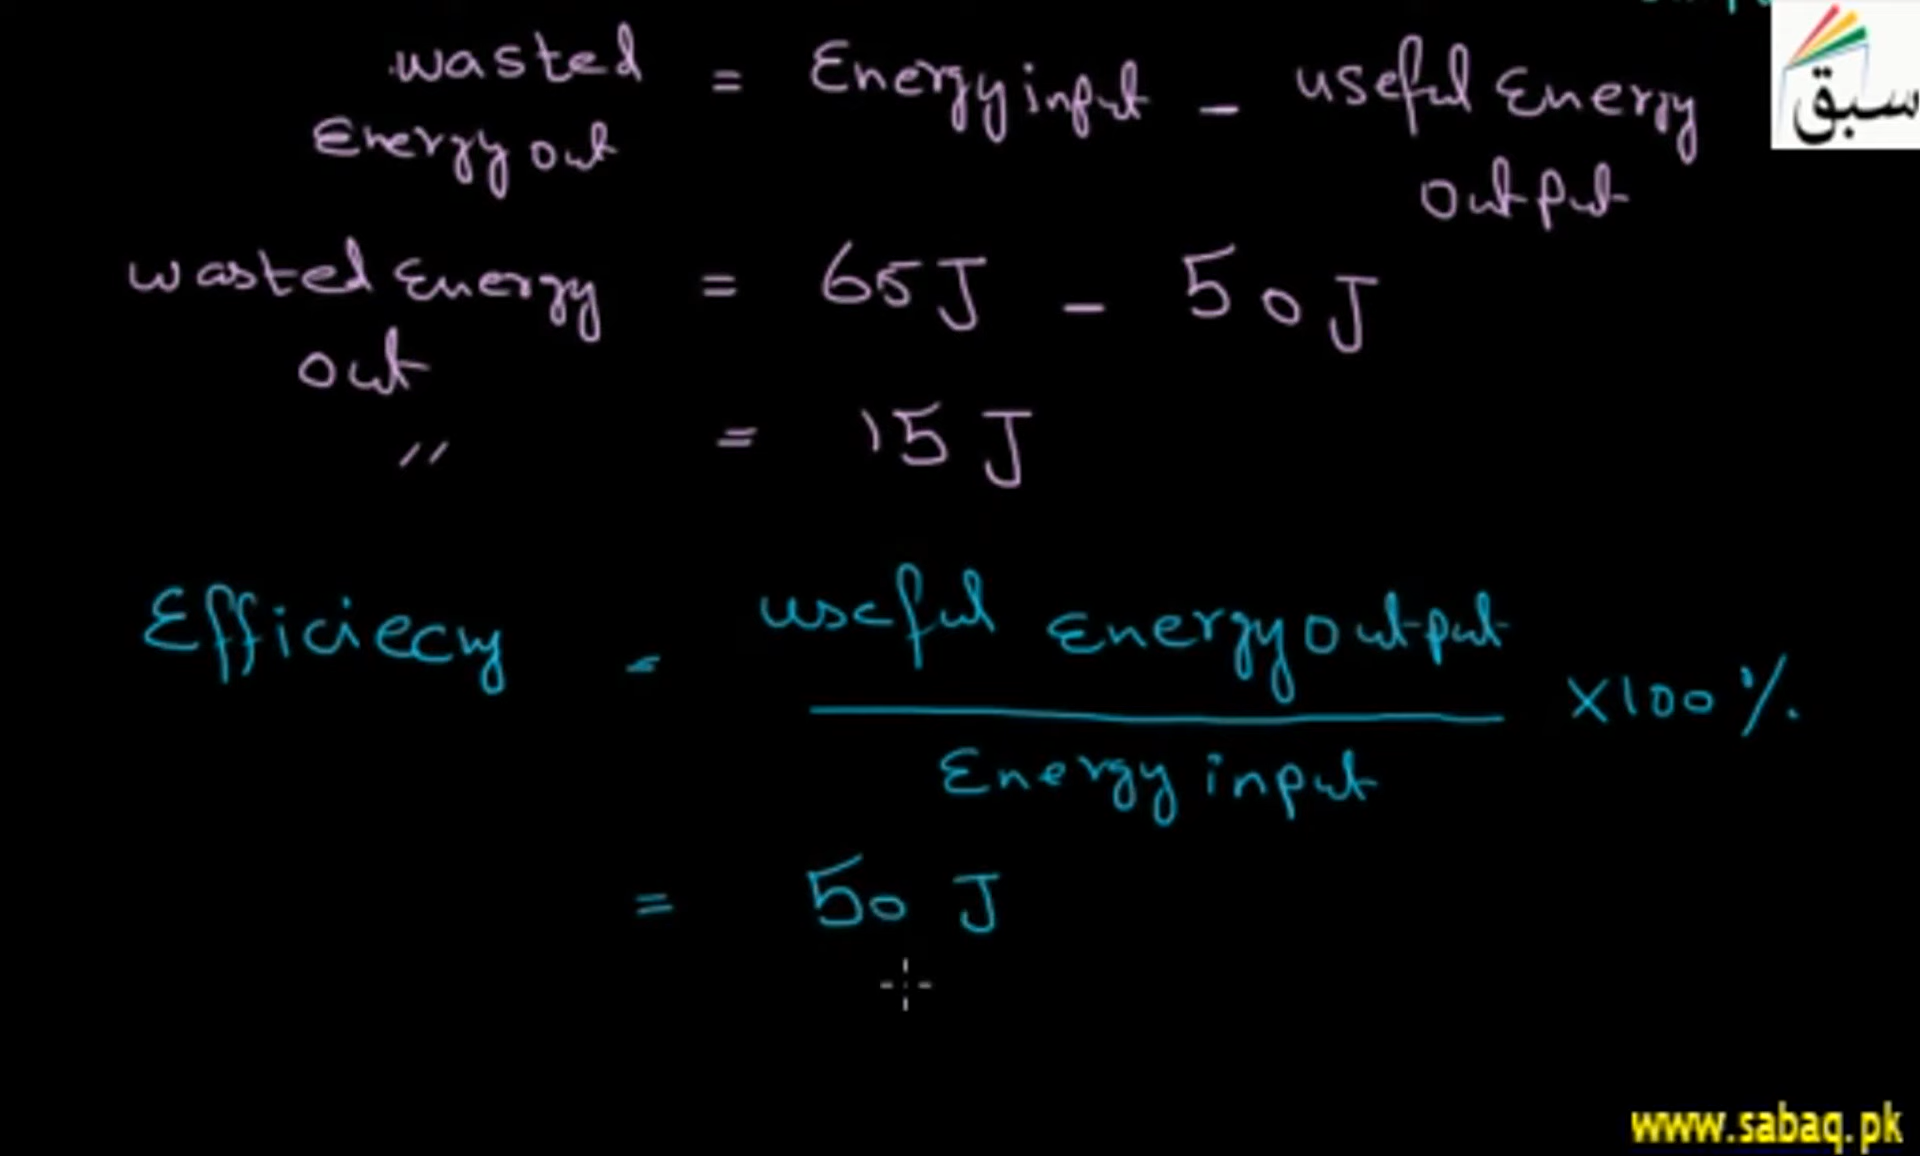 wasted = Energy input - useful Energy
Energy out output
wasted Energy = 65J - 50J
out
" = 15J
Efficiecy = useful Energy output
Energy input
x100%.
= 50 J
سبق
www.sabaq.pk